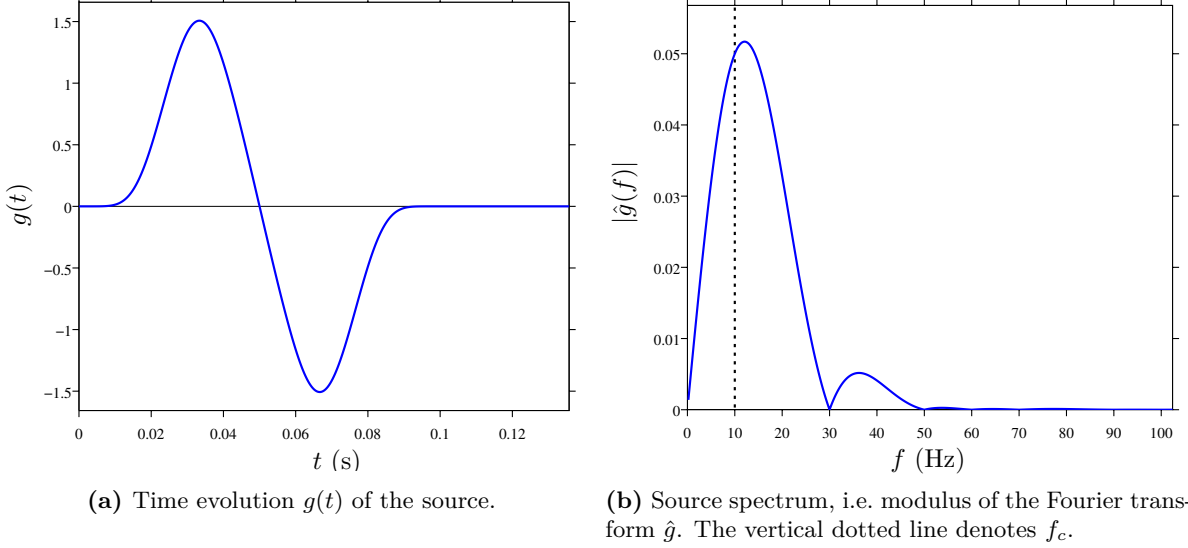 1.5
1
0.5
0
−0.5
−1
−1.5
g(t)
0 0.02 0.04 0.06 0.08 0.1 0.12
t (s)
(a) Time evolution g(t) of the source.
0.05
0.04
0.03
0.02
0.01
0
|ĝ(f)|
0 10 20 30 40 50 60 70 80 90 100
f (Hz)
(b) Source spectrum, i.e. modulus of the Fourier trans-
form ĝ. The vertical dotted line denotes f_c.